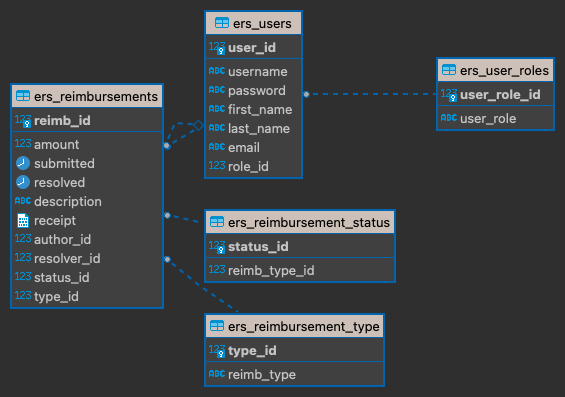 ers_users
123 user_id
ABC username
ABC password
ABC first_name
ABC last_name
ABC email
123 role_id
ers_user_roles
123 user_role_id
ABC user_role
ers_reimbursements
123 reimb_id
123 amount
submitted
resolved
ABC description
receipt
123 author_id
123 resolver_id
123 status_id
123 type_id
ers_reimbursement_status
123 status_id
123 reimb_type_id
ers_reimbursement_type
123 type_id
ABC reimb_type